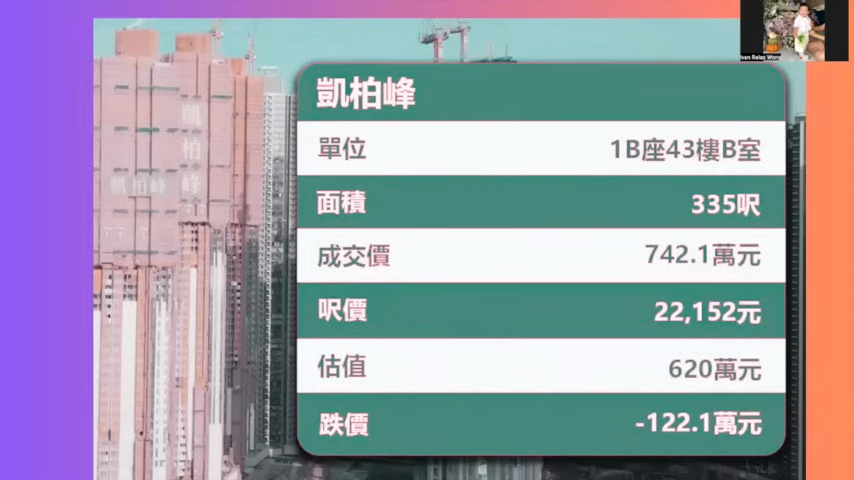 凱柏峰
單位 1B座43樓B室
面積 335呎
成交價 742.1萬元
呎價 22,152元
估值 620萬元
跌價 -122.1萬元
凱柏峰
凱柏峰